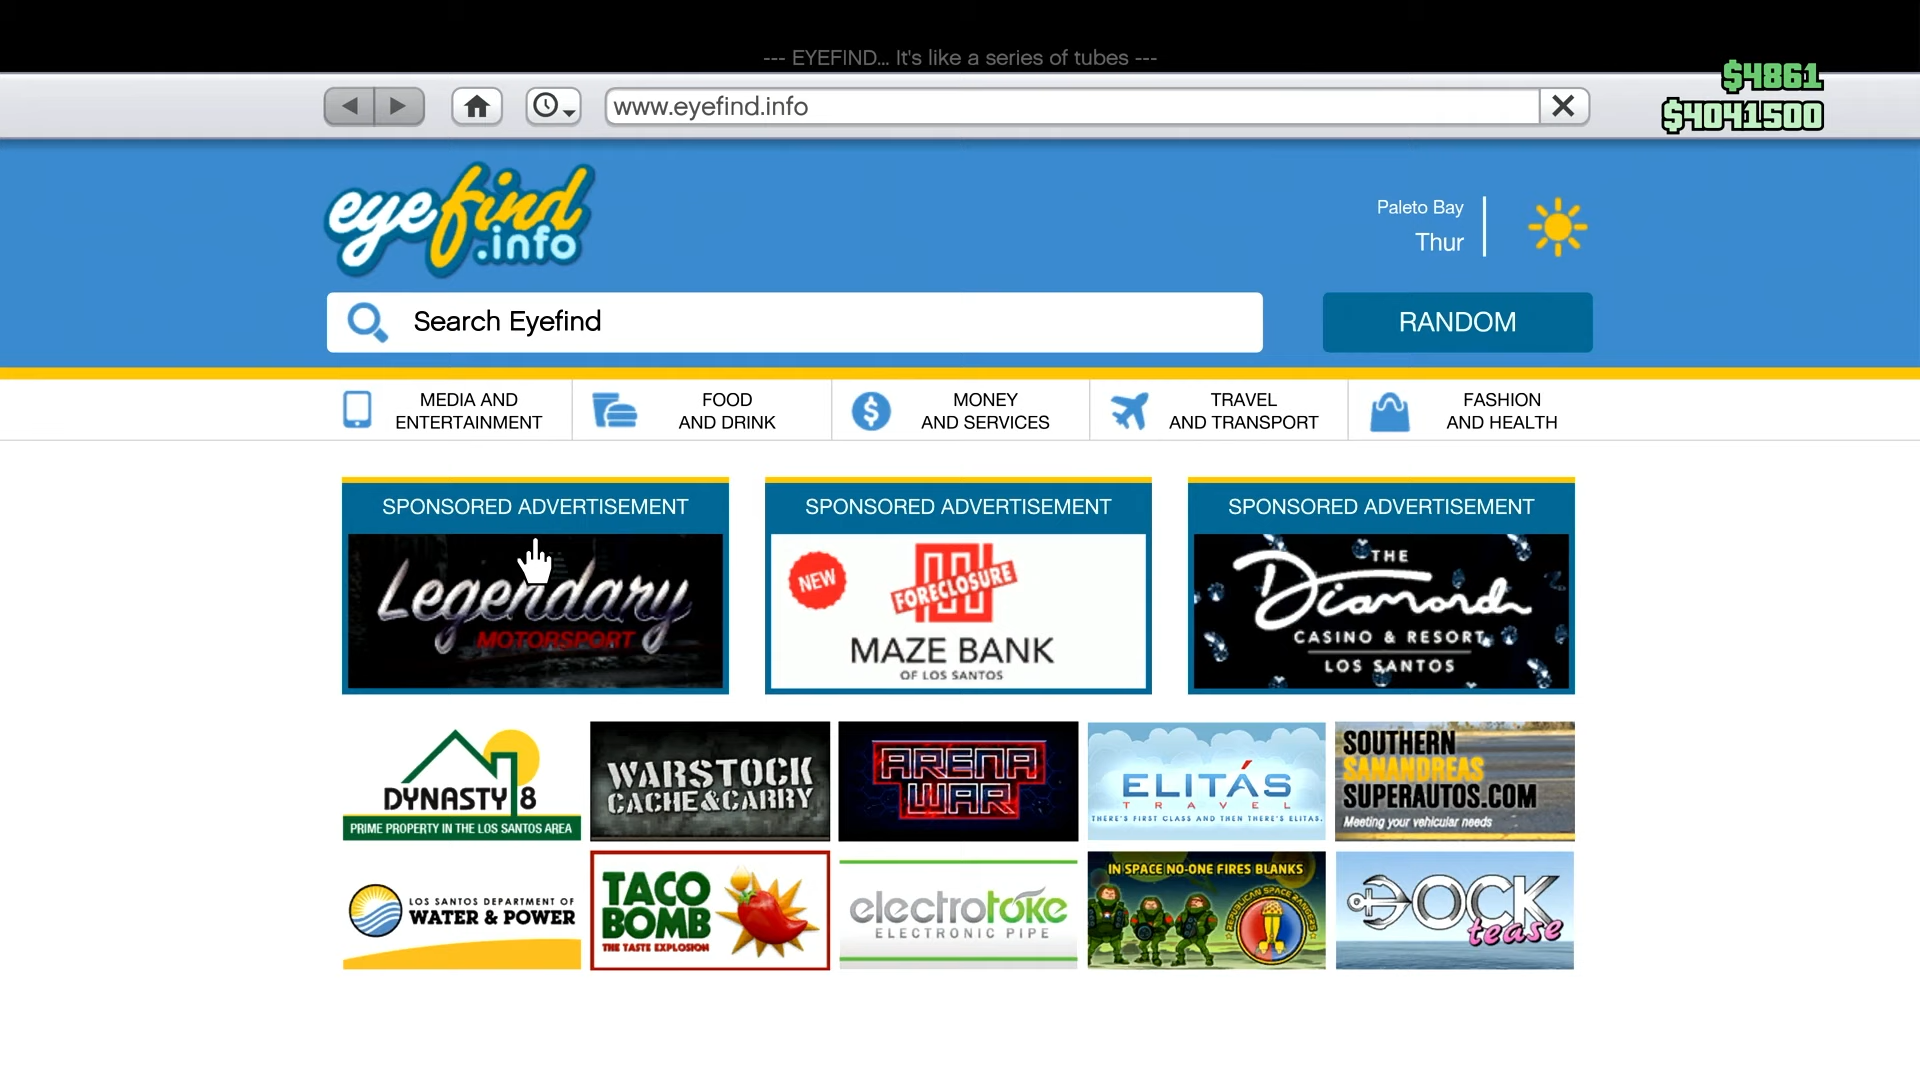 --- EYEFIND... It's like a series of tubes ---
www.eyefind.info
$4861
$4041500
eyefind
.info
Paleto Bay
Thur
Search Eyefind
RANDOM
MEDIA AND
ENTERTAINMENT
FOOD
AND DRINK
MONEY
AND SERVICES
TRAVEL
AND TRANSPORT
FASHION
AND HEALTH
SPONSORED ADVERTISEMENT
Legendary
MOTORSPORT
SPONSORED ADVERTISEMENT
NEW
FORECLOSURE
MAZE BANK
OF LOS SANTOS
SPONSORED ADVERTISEMENT
THE
Diamond
CASINO & RESORT
LOS SANTOS
DYNASTY 8
PRIME PROPERTY IN THE LOS SANTOS AREA
WARSTOCK
CACHE&CARRY
ARENA
WAR
ELITÁS
TRAVEL
THERE'S FIRST CLASS AND THEN THERE'S ELITAS.
SOUTHERN
SANANDREAS
SUPERAUTOS.COM
Meeting your vehicular needs
LOS SANTOS DEPARTMENT OF
WATER & POWER
TACO
BOMB
THE TASTE EXPLOSION
electrotoke
ELECTRONIC PIPE
IN SPACE NO-ONE FIRES BLANKS
REPUBLICAN SPACE RANGERS
DOCK
tease